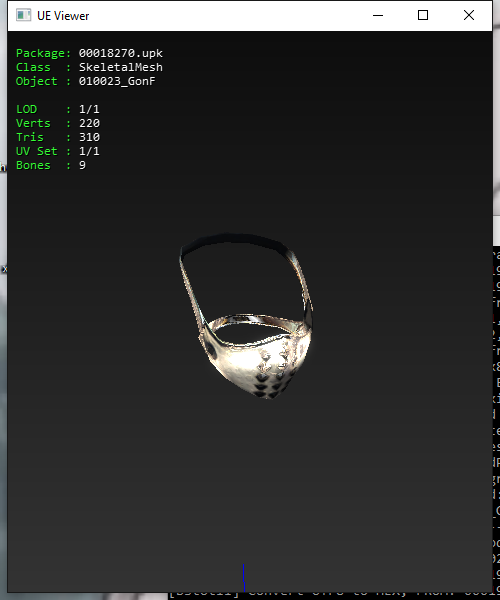 UE Viewer
Package: 00018270.upk
Class : SkeletalMesh
Object : 010023_GonF
LOD : 1/1
Verts : 220
Tris : 310
UV Set : 1/1
Bones : 9